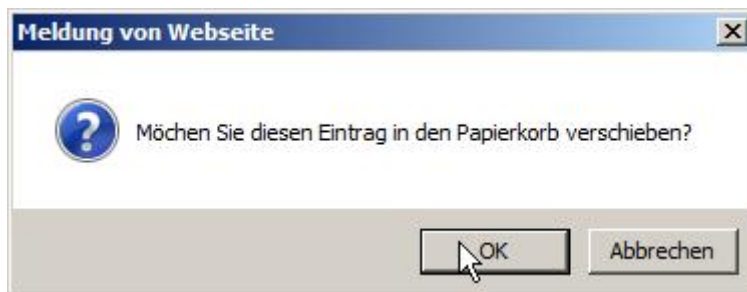 Meldung von Webseite
Möchen Sie diesen Eintrag in den Papierkorb verschieben?
OK
Abbrechen